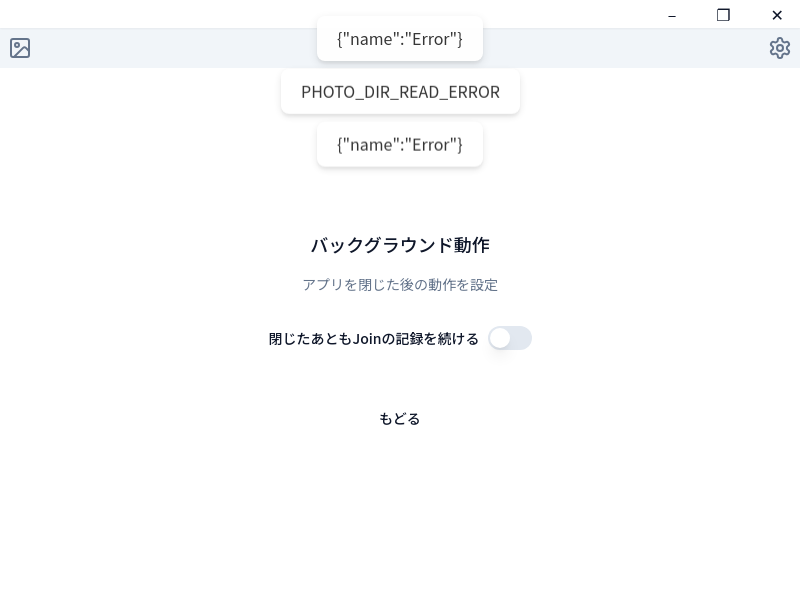 {"name":"Error"}
PHOTO_DIR_READ_ERROR
{"name":"Error"}
バックグラウンド動作
アプリを閉じた後の動作を設定
閉じたあともJoinの記録を続ける
もどる